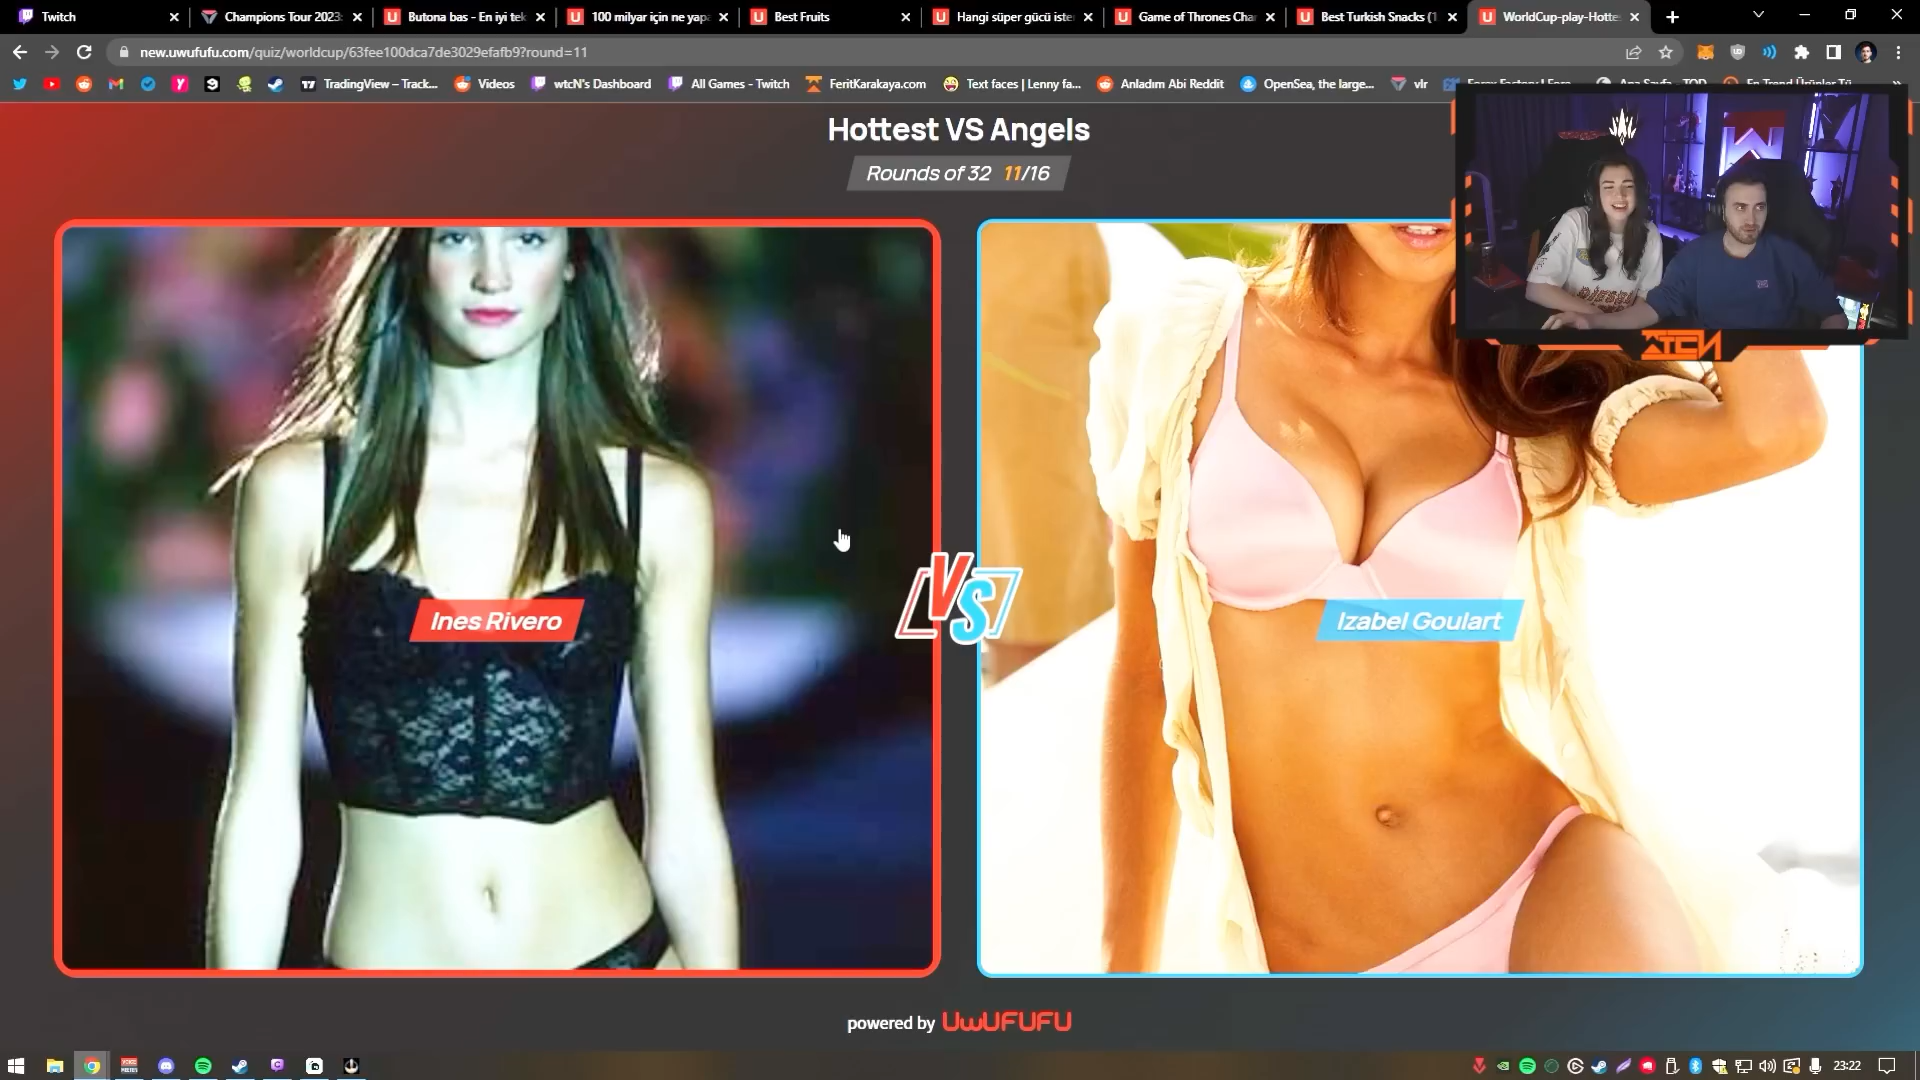 Twitch
Champions Tour 2023:
Butona bas - En iyi tek
100 milyar için ne yapa
Best Fruits
Hangi süper gücü iste
Game of Thrones Cha
Best Turkish Snacks (1
WorldCup-play-Hotte
new.uwufufu.com/quiz/worldcup/63fee100dca7de3029efafb9?round=11
TradingView – Track...
Videos
wtcN's Dashboard
All Games - Twitch
FeritKarakaya.com
Text faces | Lenny fa...
Anladım Abi Reddit
OpenSea, the large...
vlr
Hottest VS Angels
Rounds of 32 11/16
WTCN
Ines Rivero
VS
Izabel Goulart
powered by UwUFUFU
23:22